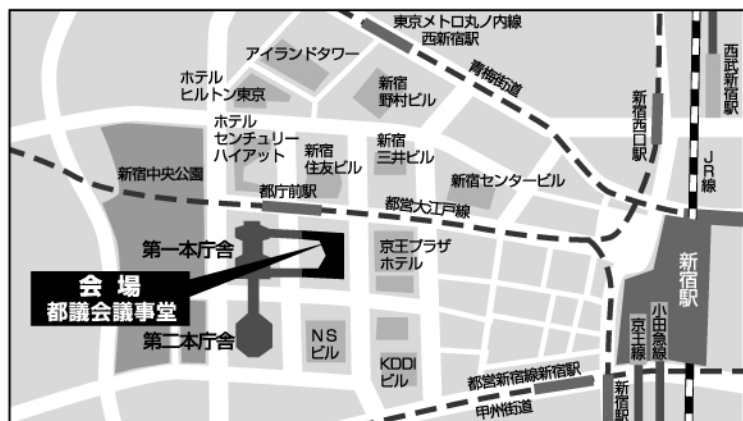 東京メトロ丸ノ内線
西新宿駅
アイランドタワー
青梅街道
西武新宿駅
ホテル
ヒルトン東京
新宿
野村ビル
新宿西口駅
ホテル
センチュリー
ハイアット
新宿
住友ビル
新宿
三井ビル
JR線
新宿中央公園
新宿センタービル
都庁前駅
都営大江戸線
第一本庁舎
京王プラザ
ホテル
新宿駅
会場
都議会議事堂
第二本庁舎
NS
ビル
KDDI
ビル
小田急線
京王線
都営新宿線新宿駅
甲州街道
新宿駅